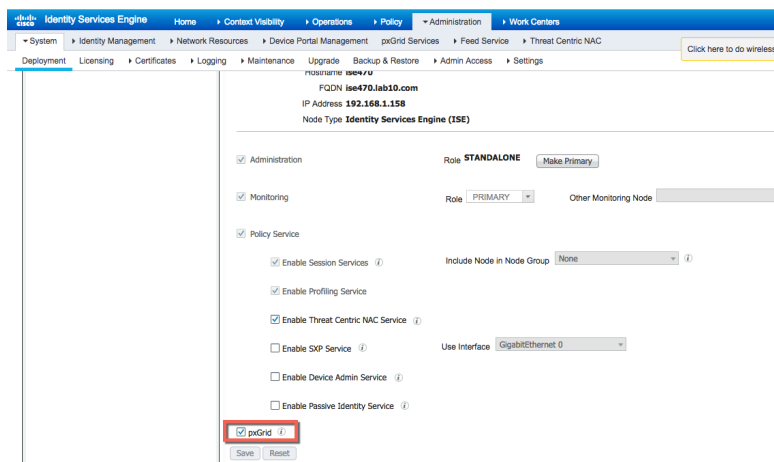 cisco Identity Services Engine Home Context Visibility Operations Policy Administration Work Centers
System Identity Management Network Resources Device Portal Management pxGrid Services Feed Service Threat Centric NAC
Click here to do wireless
Deployment Licensing Certificates Logging Maintenance Upgrade Backup & Restore Admin Access Settings
Hostname ise470
FQDN ise470.lab10.com
IP Address 192.168.1.158
Node Type Identity Services Engine (ISE)
Administration Role STANDALONE Make Primary
Monitoring Role PRIMARY Other Monitoring Node
Policy Service
Enable Session Services Include Node in Node Group None
Enable Profiling Service
Enable Threat Centric NAC Service
Enable SXP Service Use Interface GigabitEthernet 0
Enable Device Admin Service
Enable Passive Identity Service
pxGrid
Save Reset